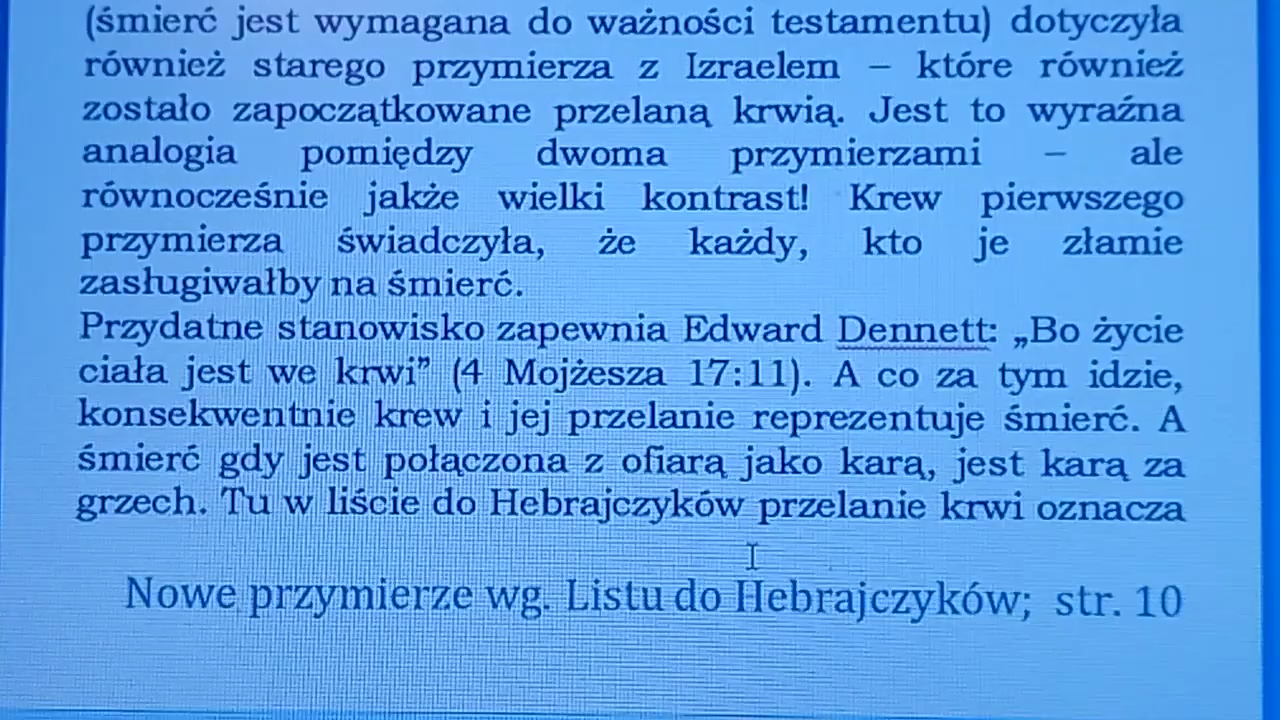 (śmierć jest wymagana do ważności testamentu) dotyczyła
również starego przymierza z Izraelem – które również
zostało zapoczątkowane przelaną krwią. Jest to wyraźna
analogia pomiędzy dwoma przymierzami – ale
równocześnie jakże wielki kontrast! Krew pierwszego
przymierza świadczyła, że każdy, kto je złamie
zasługiwałby na śmierć.
Przydatne stanowisko zapewnia Edward Dennett: „Bo życie
ciała jest we krwi” (4 Mojżesza 17:11). A co za tym idzie,
konsekwentnie krew i jej przelanie reprezentuje śmierć. A
śmierć gdy jest połączona z ofiarą jako karą, jest karą za
grzech. Tu w liście do Hebrajczyków przelanie krwi oznacza
Nowe przymierze wg. Listu do Hebrajczyków; str. 10